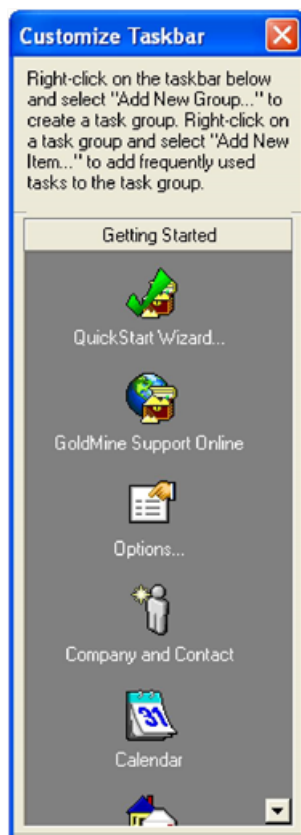 Customize Taskbar
Right-click on the taskbar below
and select "Add New Group..." to
create a task group. Right-click on
a task group and select "Add New
Item..." to add frequently used
tasks to the task group.
Getting Started
QuickStart Wizard...
GoldMine Support Online
Options...
Company and Contact
31
Calendar